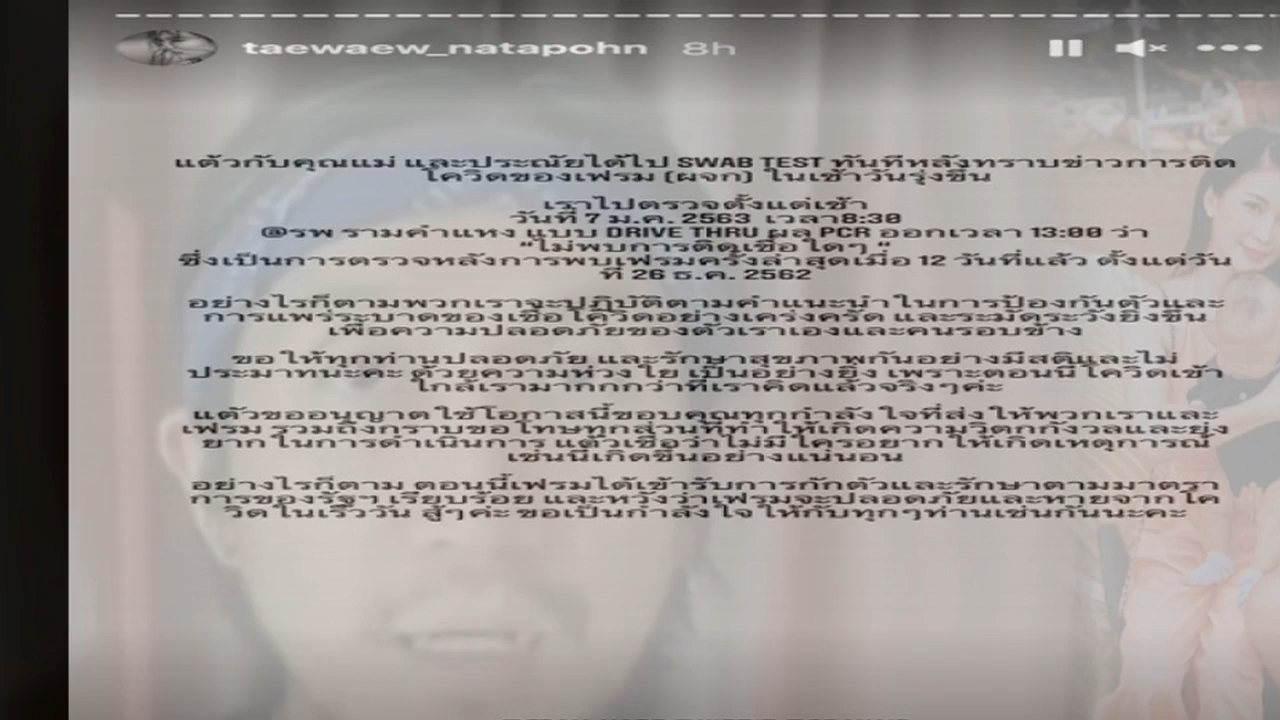 taewaew_natapohn 8h
แต้วกับคุณแม่ และประณัยได้ไป SWAB TEST ทันทีหลังทราบข่าวการติด
โควิดของเฟรม (ผจก) ในเช้าวันรุ่งขึ้น
เราไปตรวจตั้งแต่เช้า
วันที่ 7 ม.ค. 2563 เวลา8:30
@รพ รามคำแหง แบบ DRIVE THRU ผล PCR ออกเวลา 13:00 ว่า
“ไม่พบการติดเชื้อใดๆ “
ซึ่งเป็นการตรวจหลังการพบเฟรมครั้งล่าสุดเมื่อ 12 วันที่แล้ว ตั้งแต่วัน
ที่ 26 ธ.ค. 2562
อย่างไรก็ตามพวกเราจะปฏิบัติตามคำแนะนำในการป้องกันตัวและ
การแพร่ระบาดของเชื้อโควิดอย่างเคร่งครัด และระมัดระวังยิ่งขึ้น
เพื่อความปลอดภัยของตัวเราเองและคนรอบข้าง
ขอให้ทุกท่านปลอดภัย และรักษาสุขภาพกันอย่างมีสติและไม่
ประมาทนะคะ ด้วยความห่วงใย เป็นอย่างยิ่ง เพราะตอนนี้โควิดเข้า
ใกล้เรามากกกว่าที่เราคิดแล้วจริงๆค่ะ
แต้วขออนุญาตใช้โอกาสนี้ขอบคุณทุกกำลังใจที่ส่งให้พวกเราและ
เฟรม รวมถึงกราบขอโทษทุกส่วนที่ทำให้เกิดความวิตกกังวลและยุ่ง
ยากในการดำเนินการ แต้วเชื่อว่าไม่มีใครอยากให้เกิดเหตุการณ์
เช่นนี้เกิดขึ้นอย่างแน่นอน
อย่างไรก็ตาม ตอนนี้เฟรมได้เข้ารับการกักตัวและรักษาตามมาตรา
การของรัฐฯ เรียบร้อย และหวังว่าเฟรมจะปลอดภัยและหายจากโค
วิดในเร็ววัน สู้ๆค่ะ ขอเป็นกำลังใจให้กับทุกๆท่านเช่นกันนะคะ